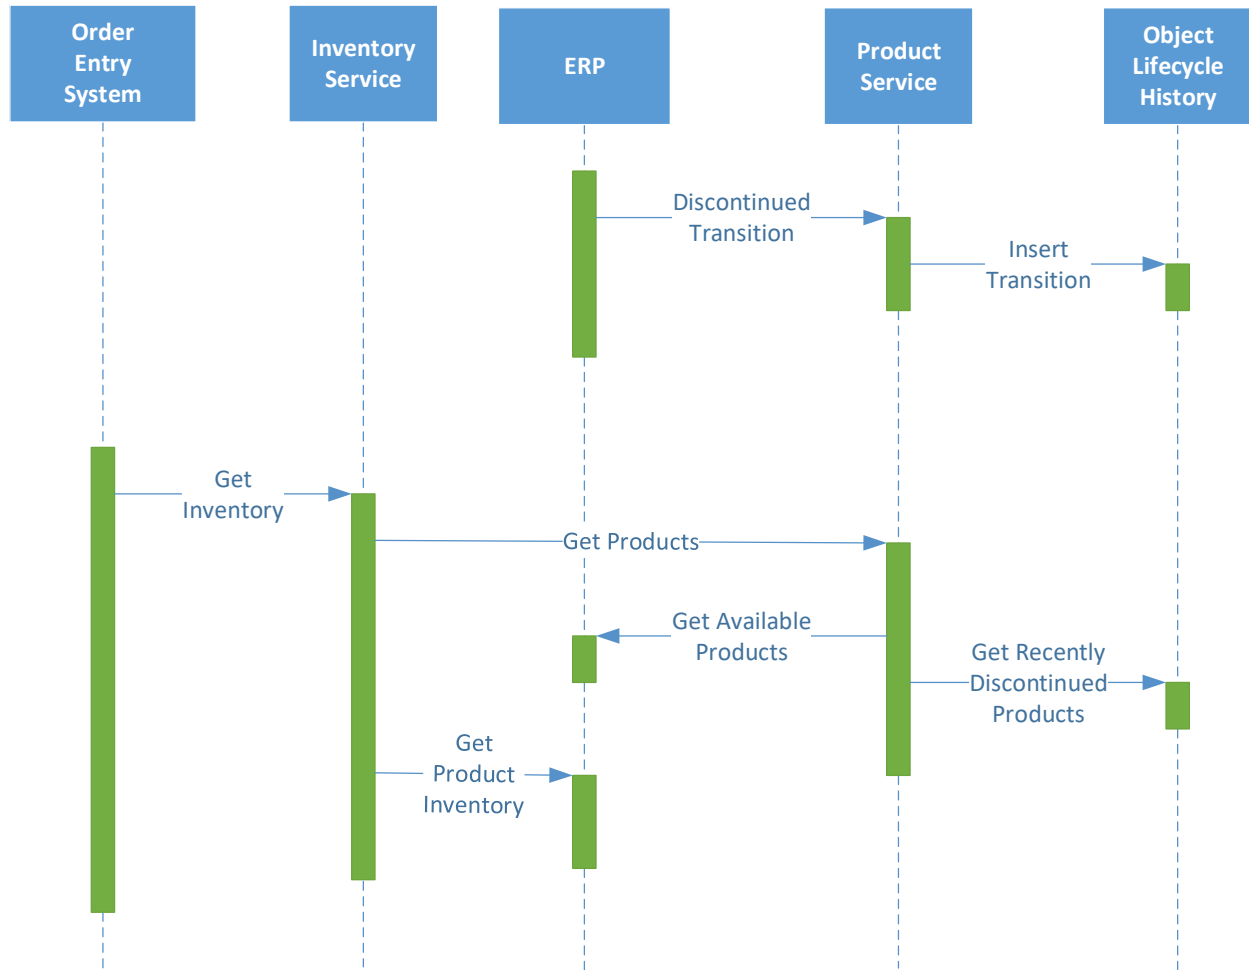 Order
Entry
System
Inventory
Service
ERP
Product
Service
Object
Lifecycle
History
Discontinued
Transition
Insert
Transition
Get
Inventory
Get Products
Get Available
Products
Get Recently
Discontinued
Products
Get
Product
Inventory